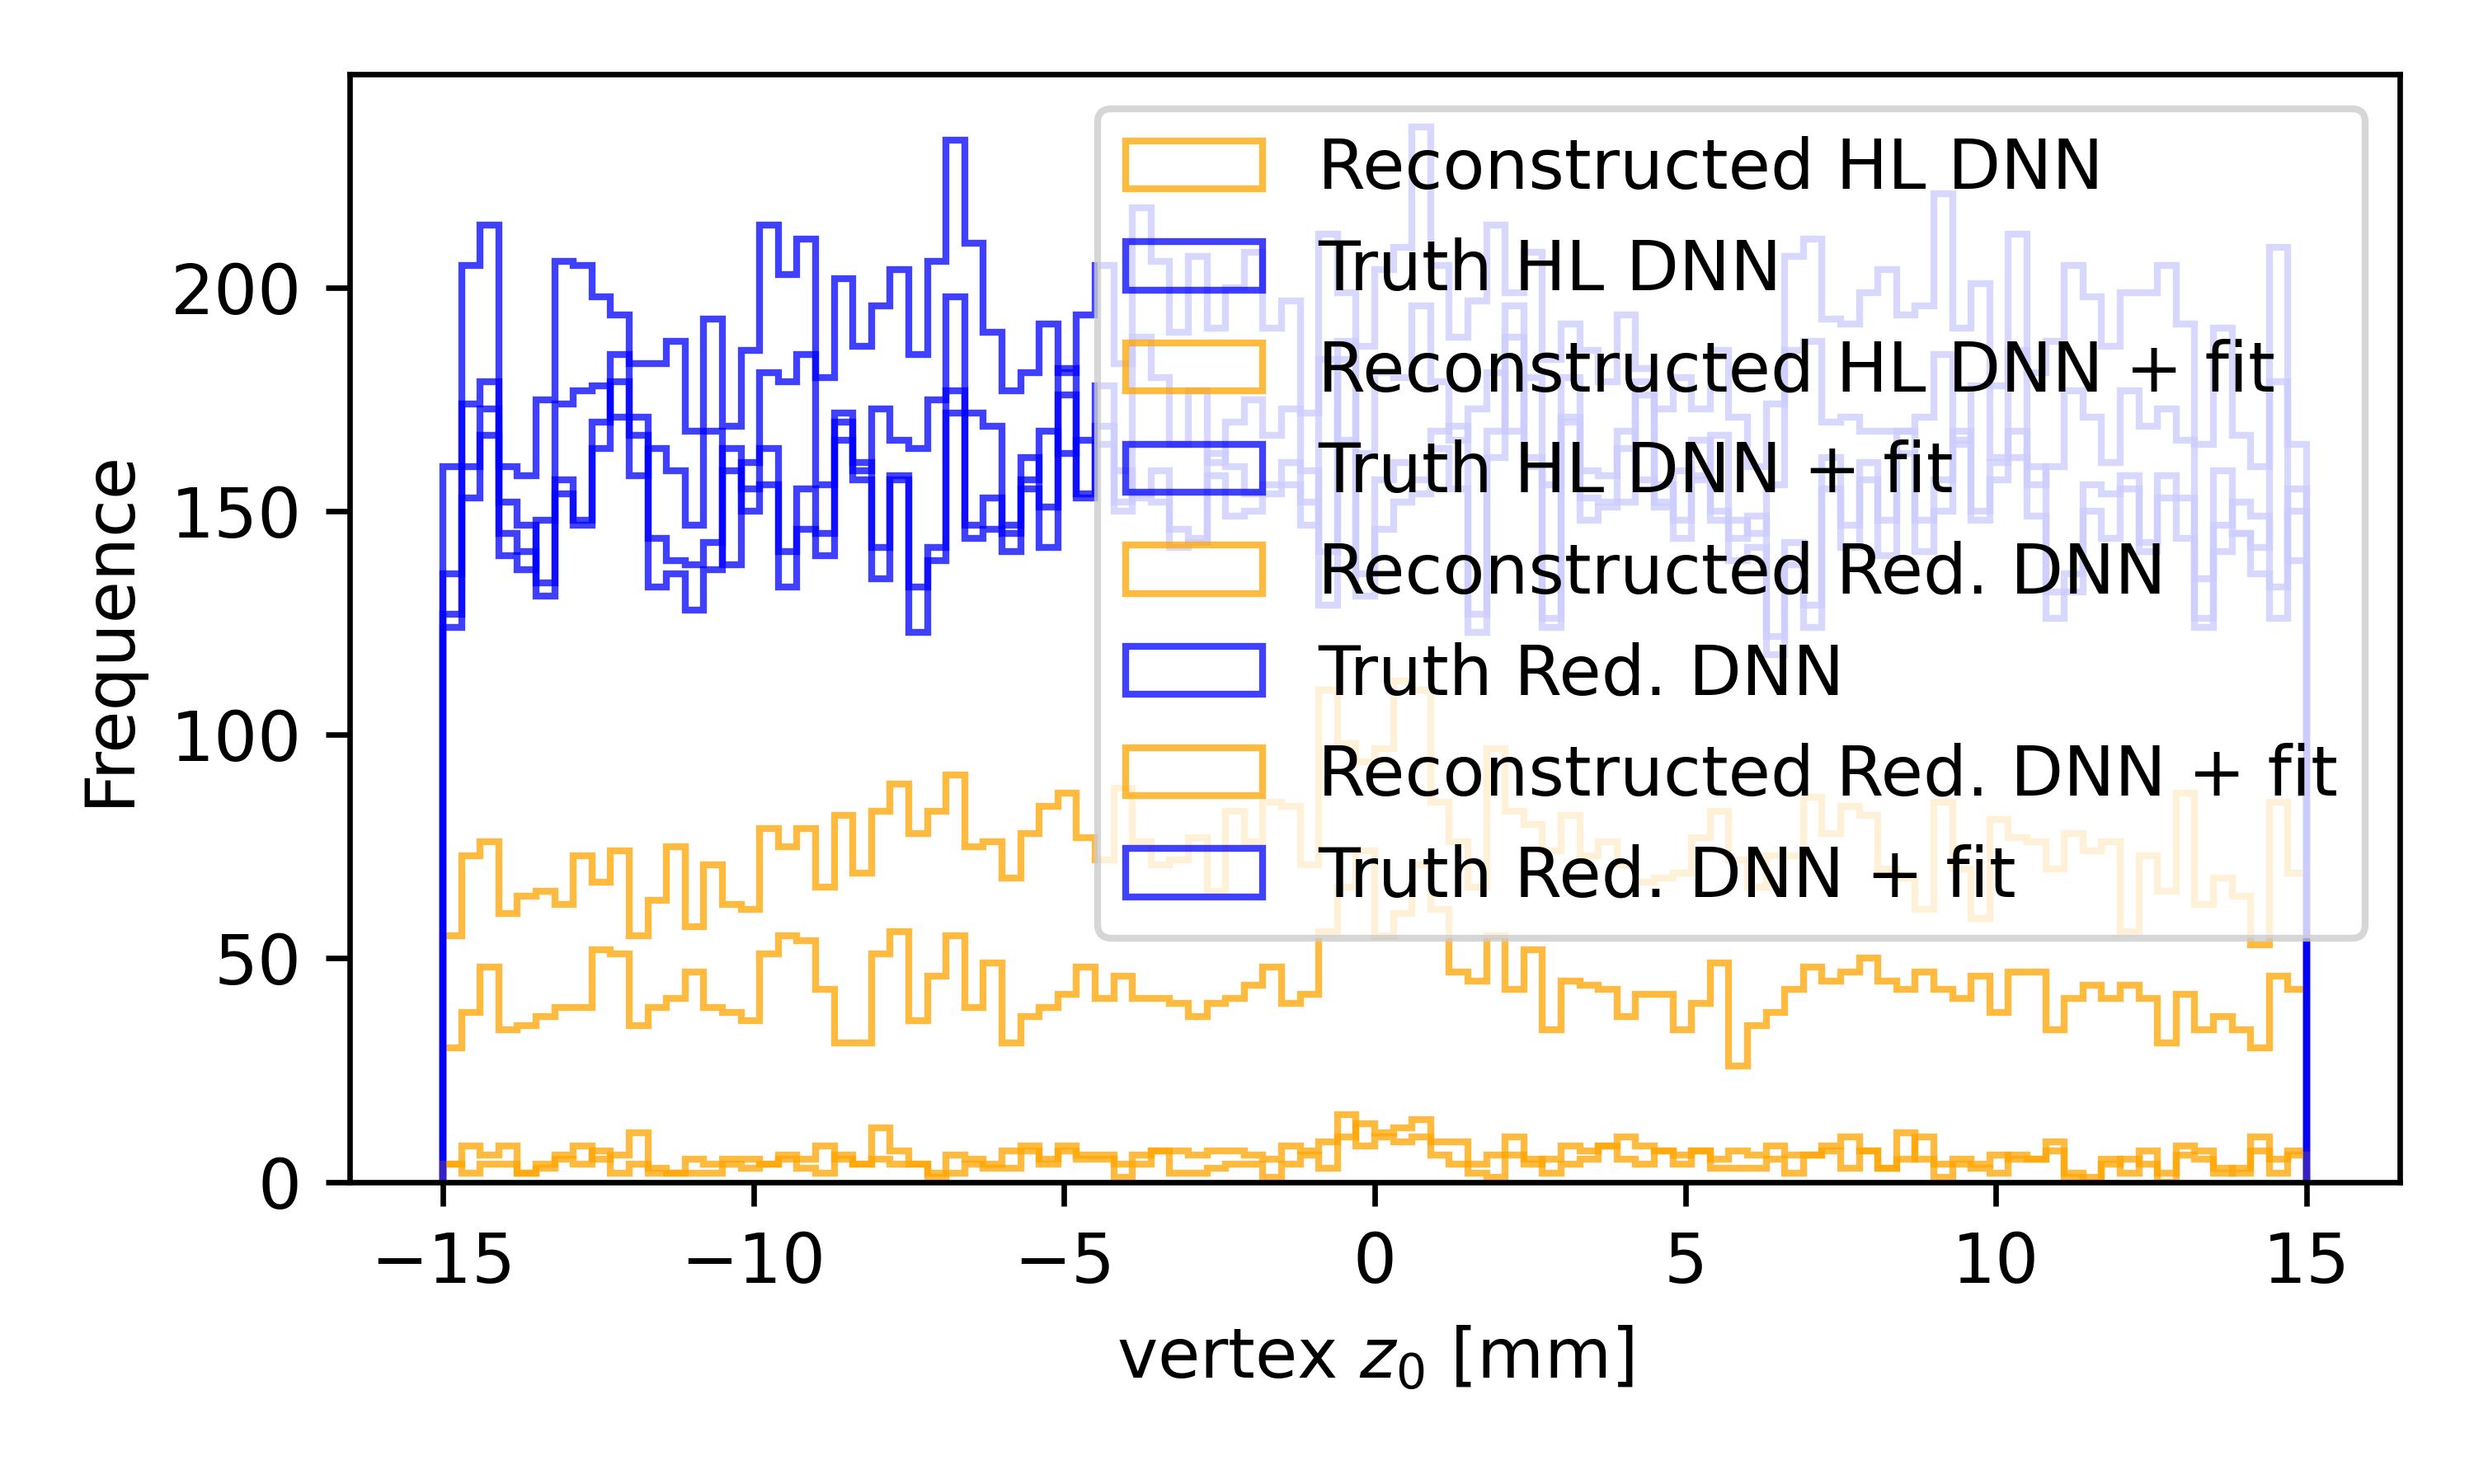 Reconstructed HL DNN
Truth HL DNN
Reconstructed HL DNN + fit
Truth HL DNN + fit
Reconstructed Red. DNN
Truth Red. DNN
Reconstructed Red. DNN + fit
Truth Red. DNN + fit
Frequence
200
150
100
50
0
−15 −10 −5 0 5 10 15
vertex z₀ [mm]